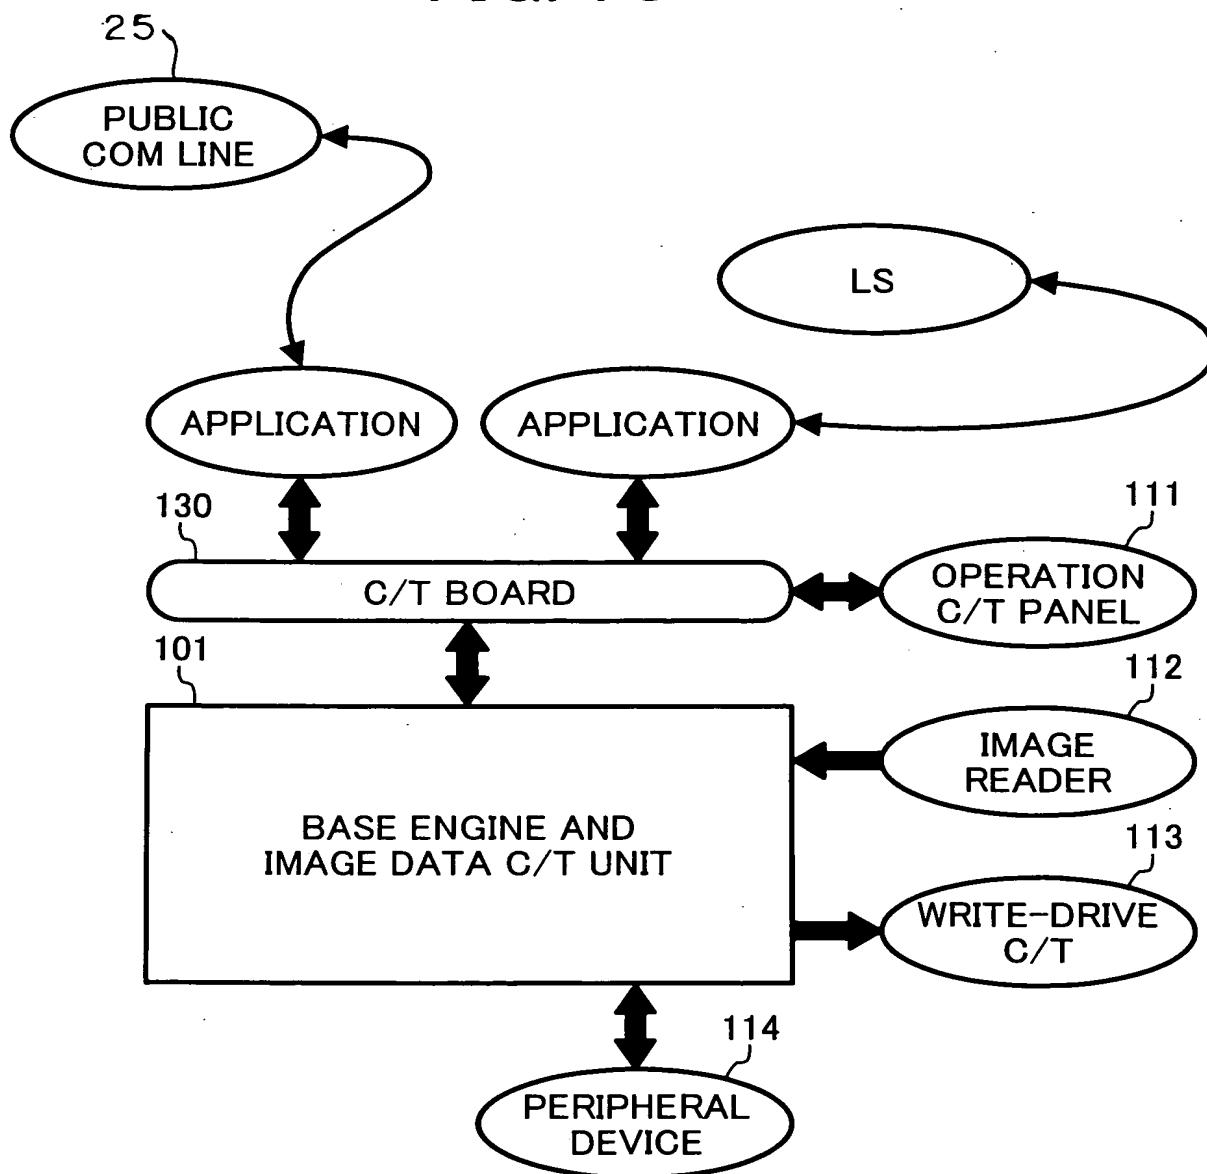 25
PUBLIC
COM LINE
LS
APPLICATION
APPLICATION
130
C/T BOARD
111
OPERATION
C/T PANEL
101
BASE ENGINE AND
IMAGE DATA C/T UNIT
112
IMAGE
READER
113
WRITE-DRIVE
C/T
114
PERIPHERAL
DEVICE